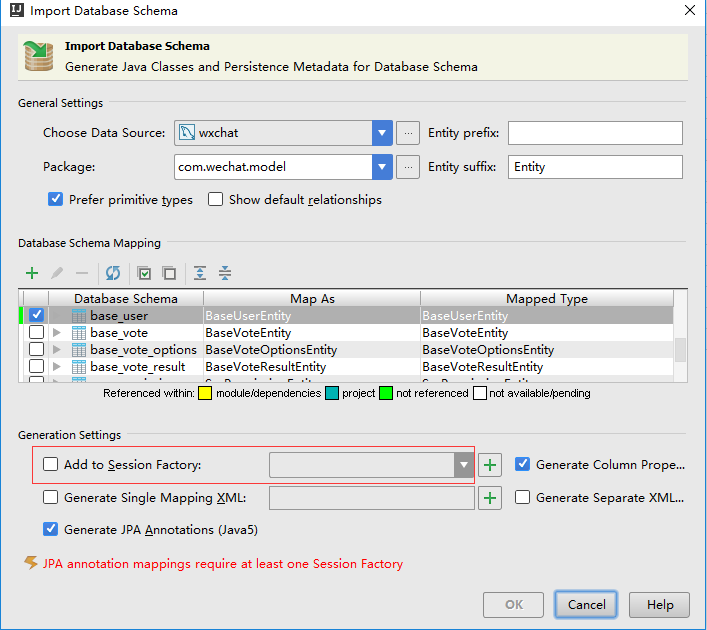 Import Database Schema
Import Database Schema
Generate Java Classes and Persistence Metadata for Database Schema
General Settings
Choose Data Source: wxchat ... Entity prefix:
Package: com.wechat.model ... Entity suffix: Entity
Prefer primitive types Show default relationships
Database Schema Mapping
Database Schema Map As Mapped Type
base_user BaseUserEntity BaseUserEntity
base_vote BaseVoteEntity BaseVoteEntity
base_vote_options BaseVoteOptionsEntity BaseVoteOptionsEntity
base_vote_result BaseVoteResultEntity BaseVoteResultEntity
Referenced within: module/dependencies project not referenced not available/pending
Generation Settings
Add to Session Factory: Generate Column Prope...
Generate Single Mapping XML: Generate Separate XML...
Generate JPA Annotations (Java5)
JPA annotation mappings require at least one Session Factory
OK Cancel Help